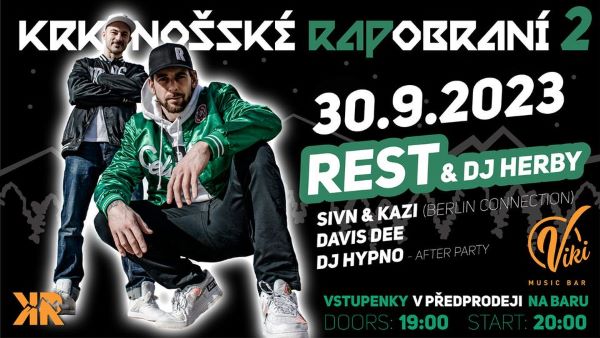 KRKONOŠSKÉ RAPOBRANÍ 2
30.9.2023
REST & DJ HERBY
SIVN & KAZI (BERLIN CONNECTION)
DAVIS DEE
DJ HYPNO - AFTER PARTY
Viki
MUSIC BAR
VSTUPENKY V PŘEDPRODEJI NA BARU
DOORS: 19:00 START: 20:00
KR